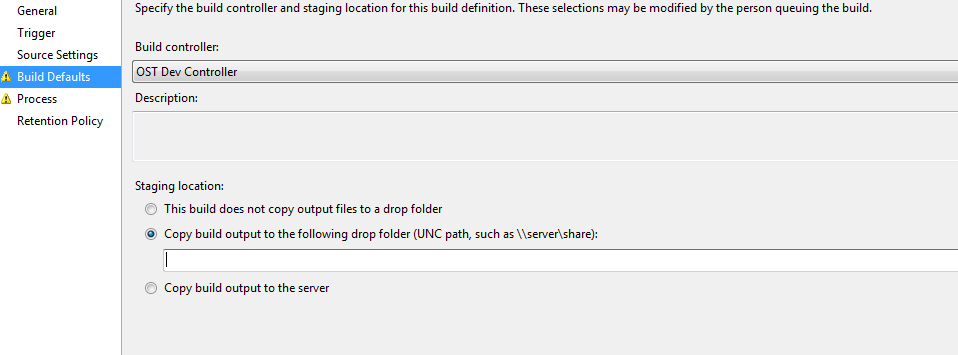 General
Trigger
Source Settings
Build Defaults
Process
Retention Policy
Specify the build controller and staging location for this build definition. These selections may be modified by the person queuing the build.
Build controller:
OST Dev Controller
Description:
Staging location:
This build does not copy output files to a drop folder
Copy build output to the following drop folder (UNC path, such as \\server\share):
Copy build output to the server